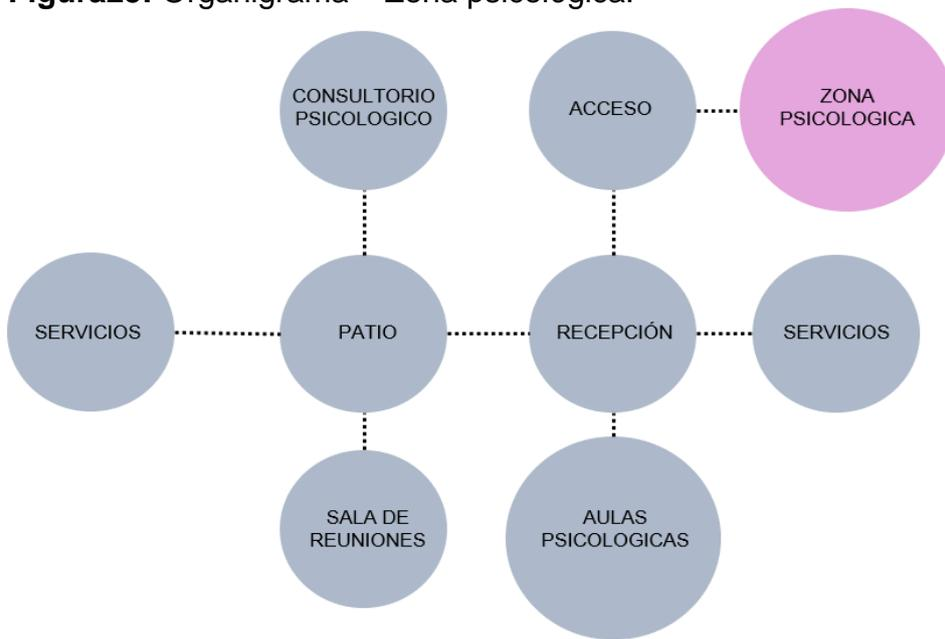 Organigrama – Zona psicológica.
CONSULTORIO
PSICOLOGICO
ACCESO
ZONA
PSICOLOGICA
SERVICIOS
PATIO
RECEPCIÓN
SERVICIOS
SALA DE
REUNIONES
AULAS
PSICOLOGICAS